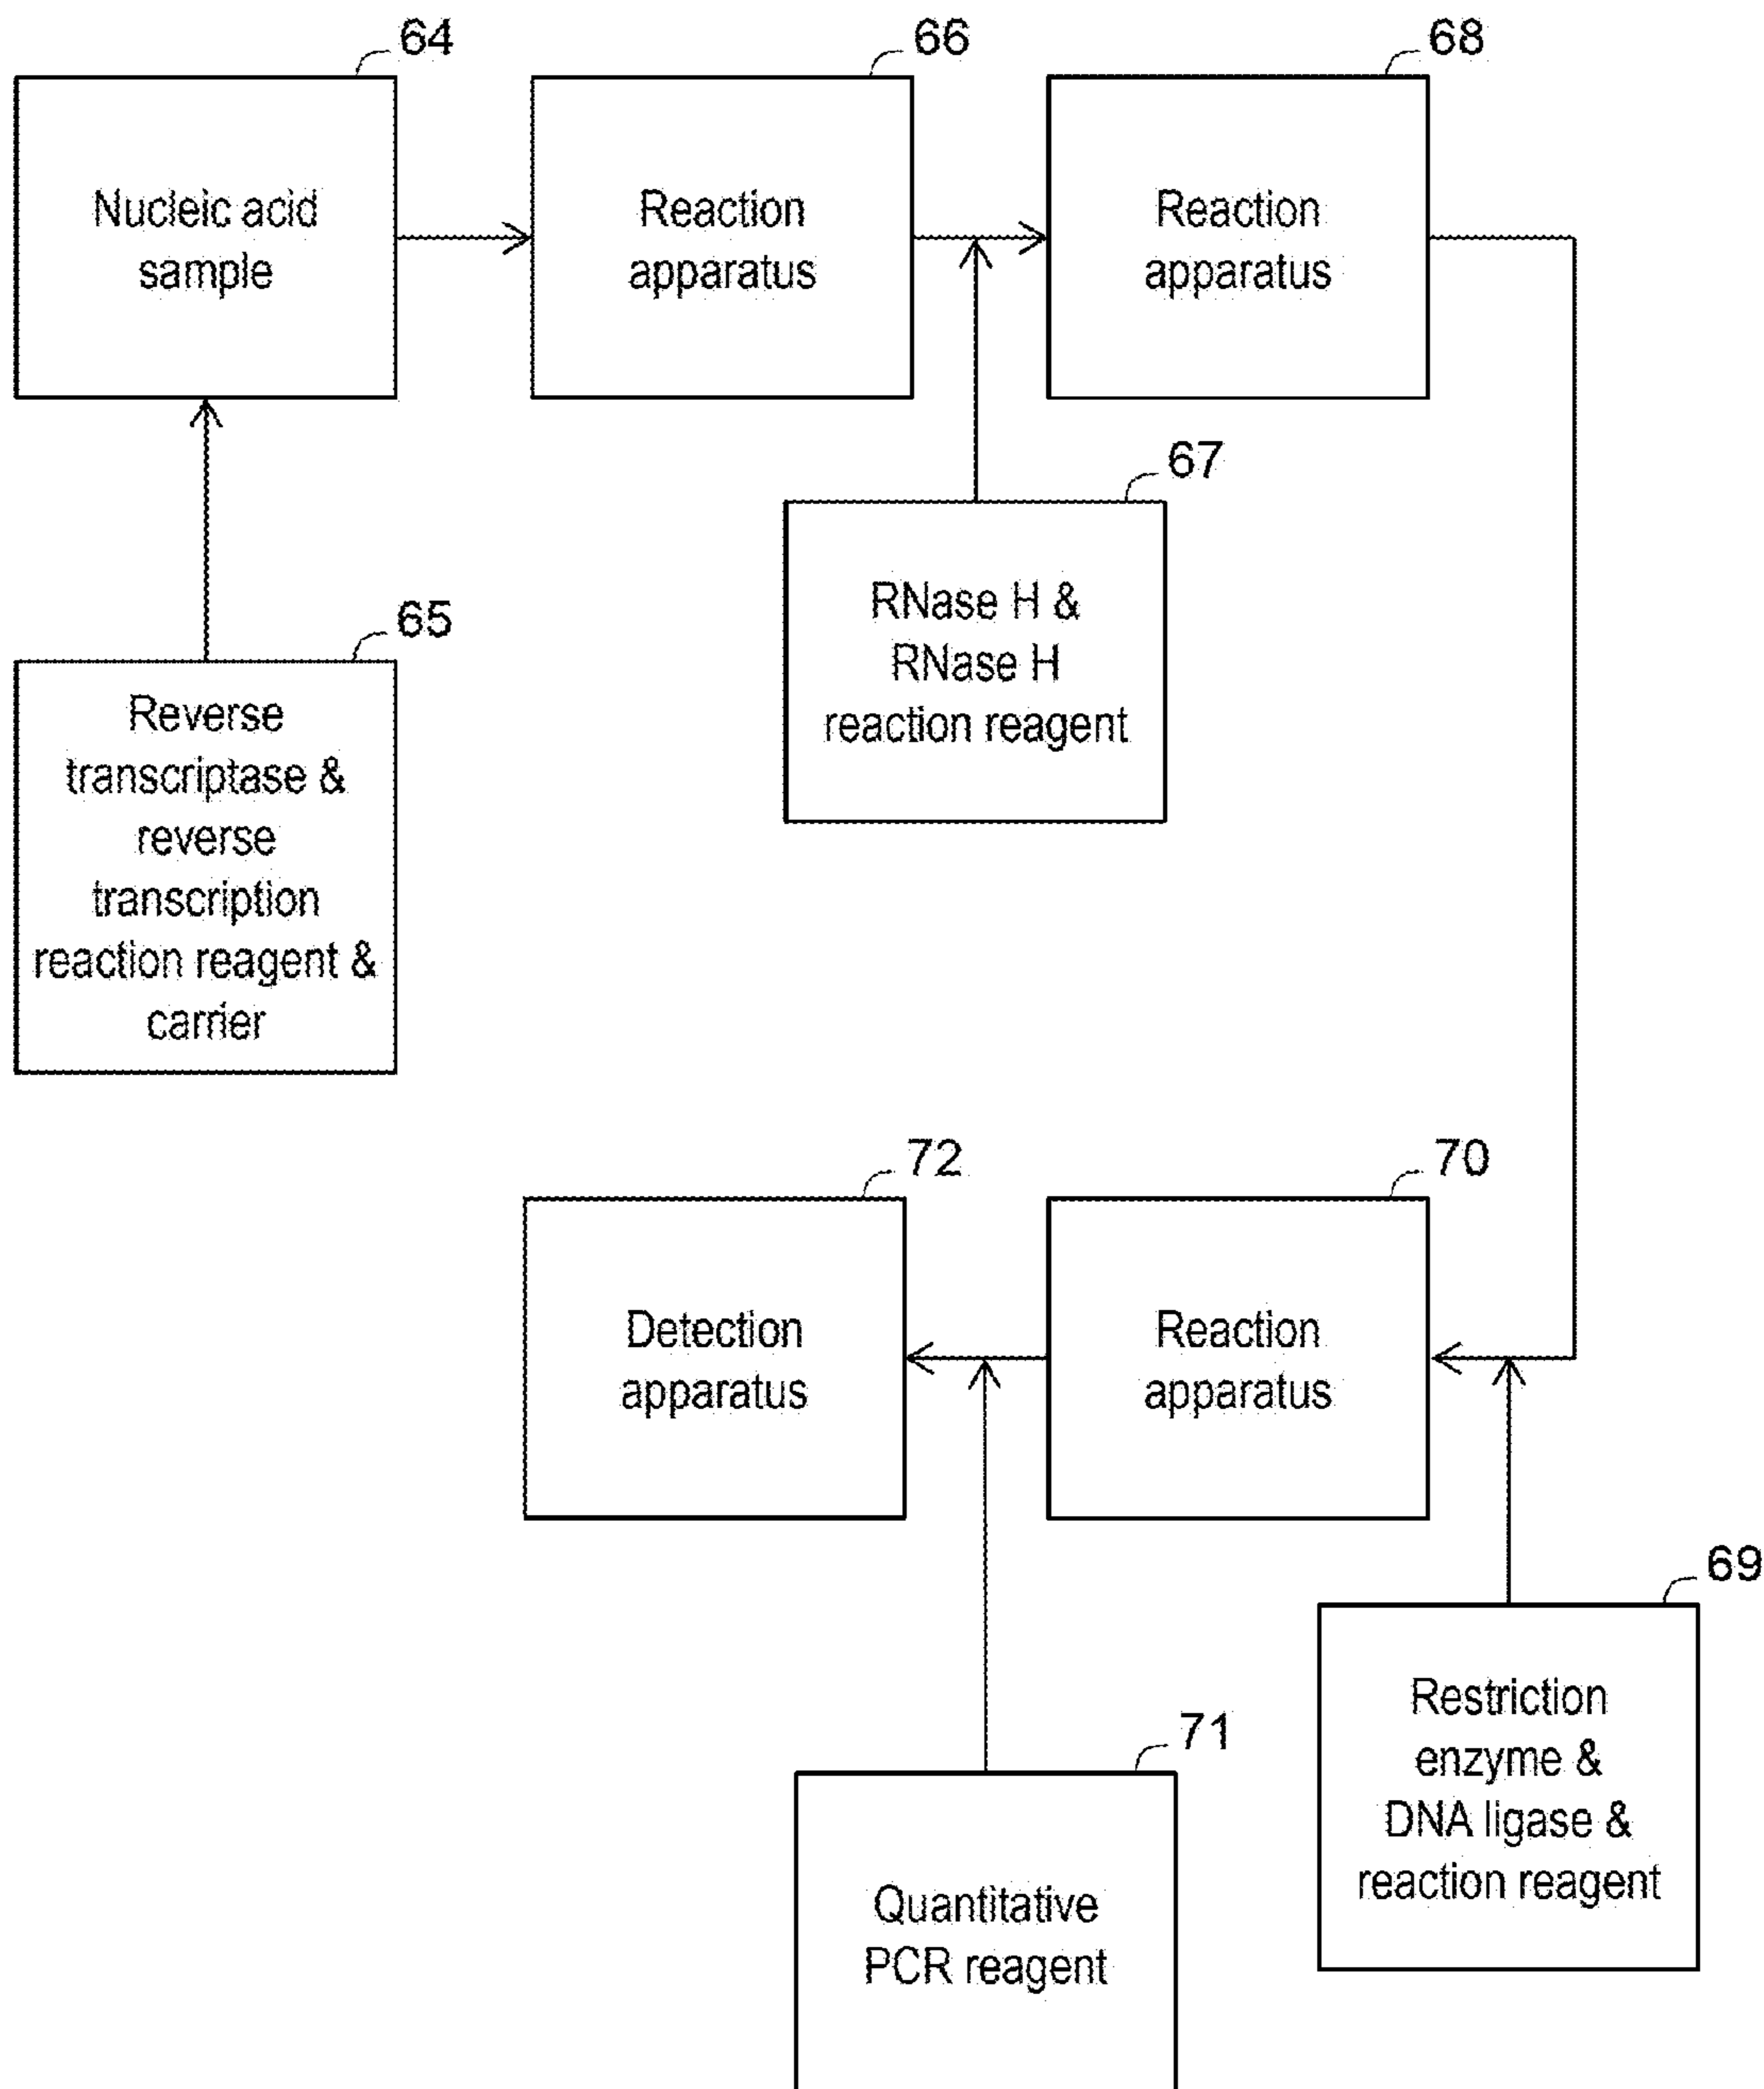 64
Nucleic acid
sample
66
Reaction
apparatus
68
Reaction
apparatus
65
Reverse
transcriptase &
reverse
transcription
reaction reagent &
carrier
67
RNase H &
RNase H
reaction reagent
72
Detection
apparatus
70
Reaction
apparatus
71
Quantitative
PCR reagent
69
Restriction
enzyme &
DNA ligase &
reaction reagent